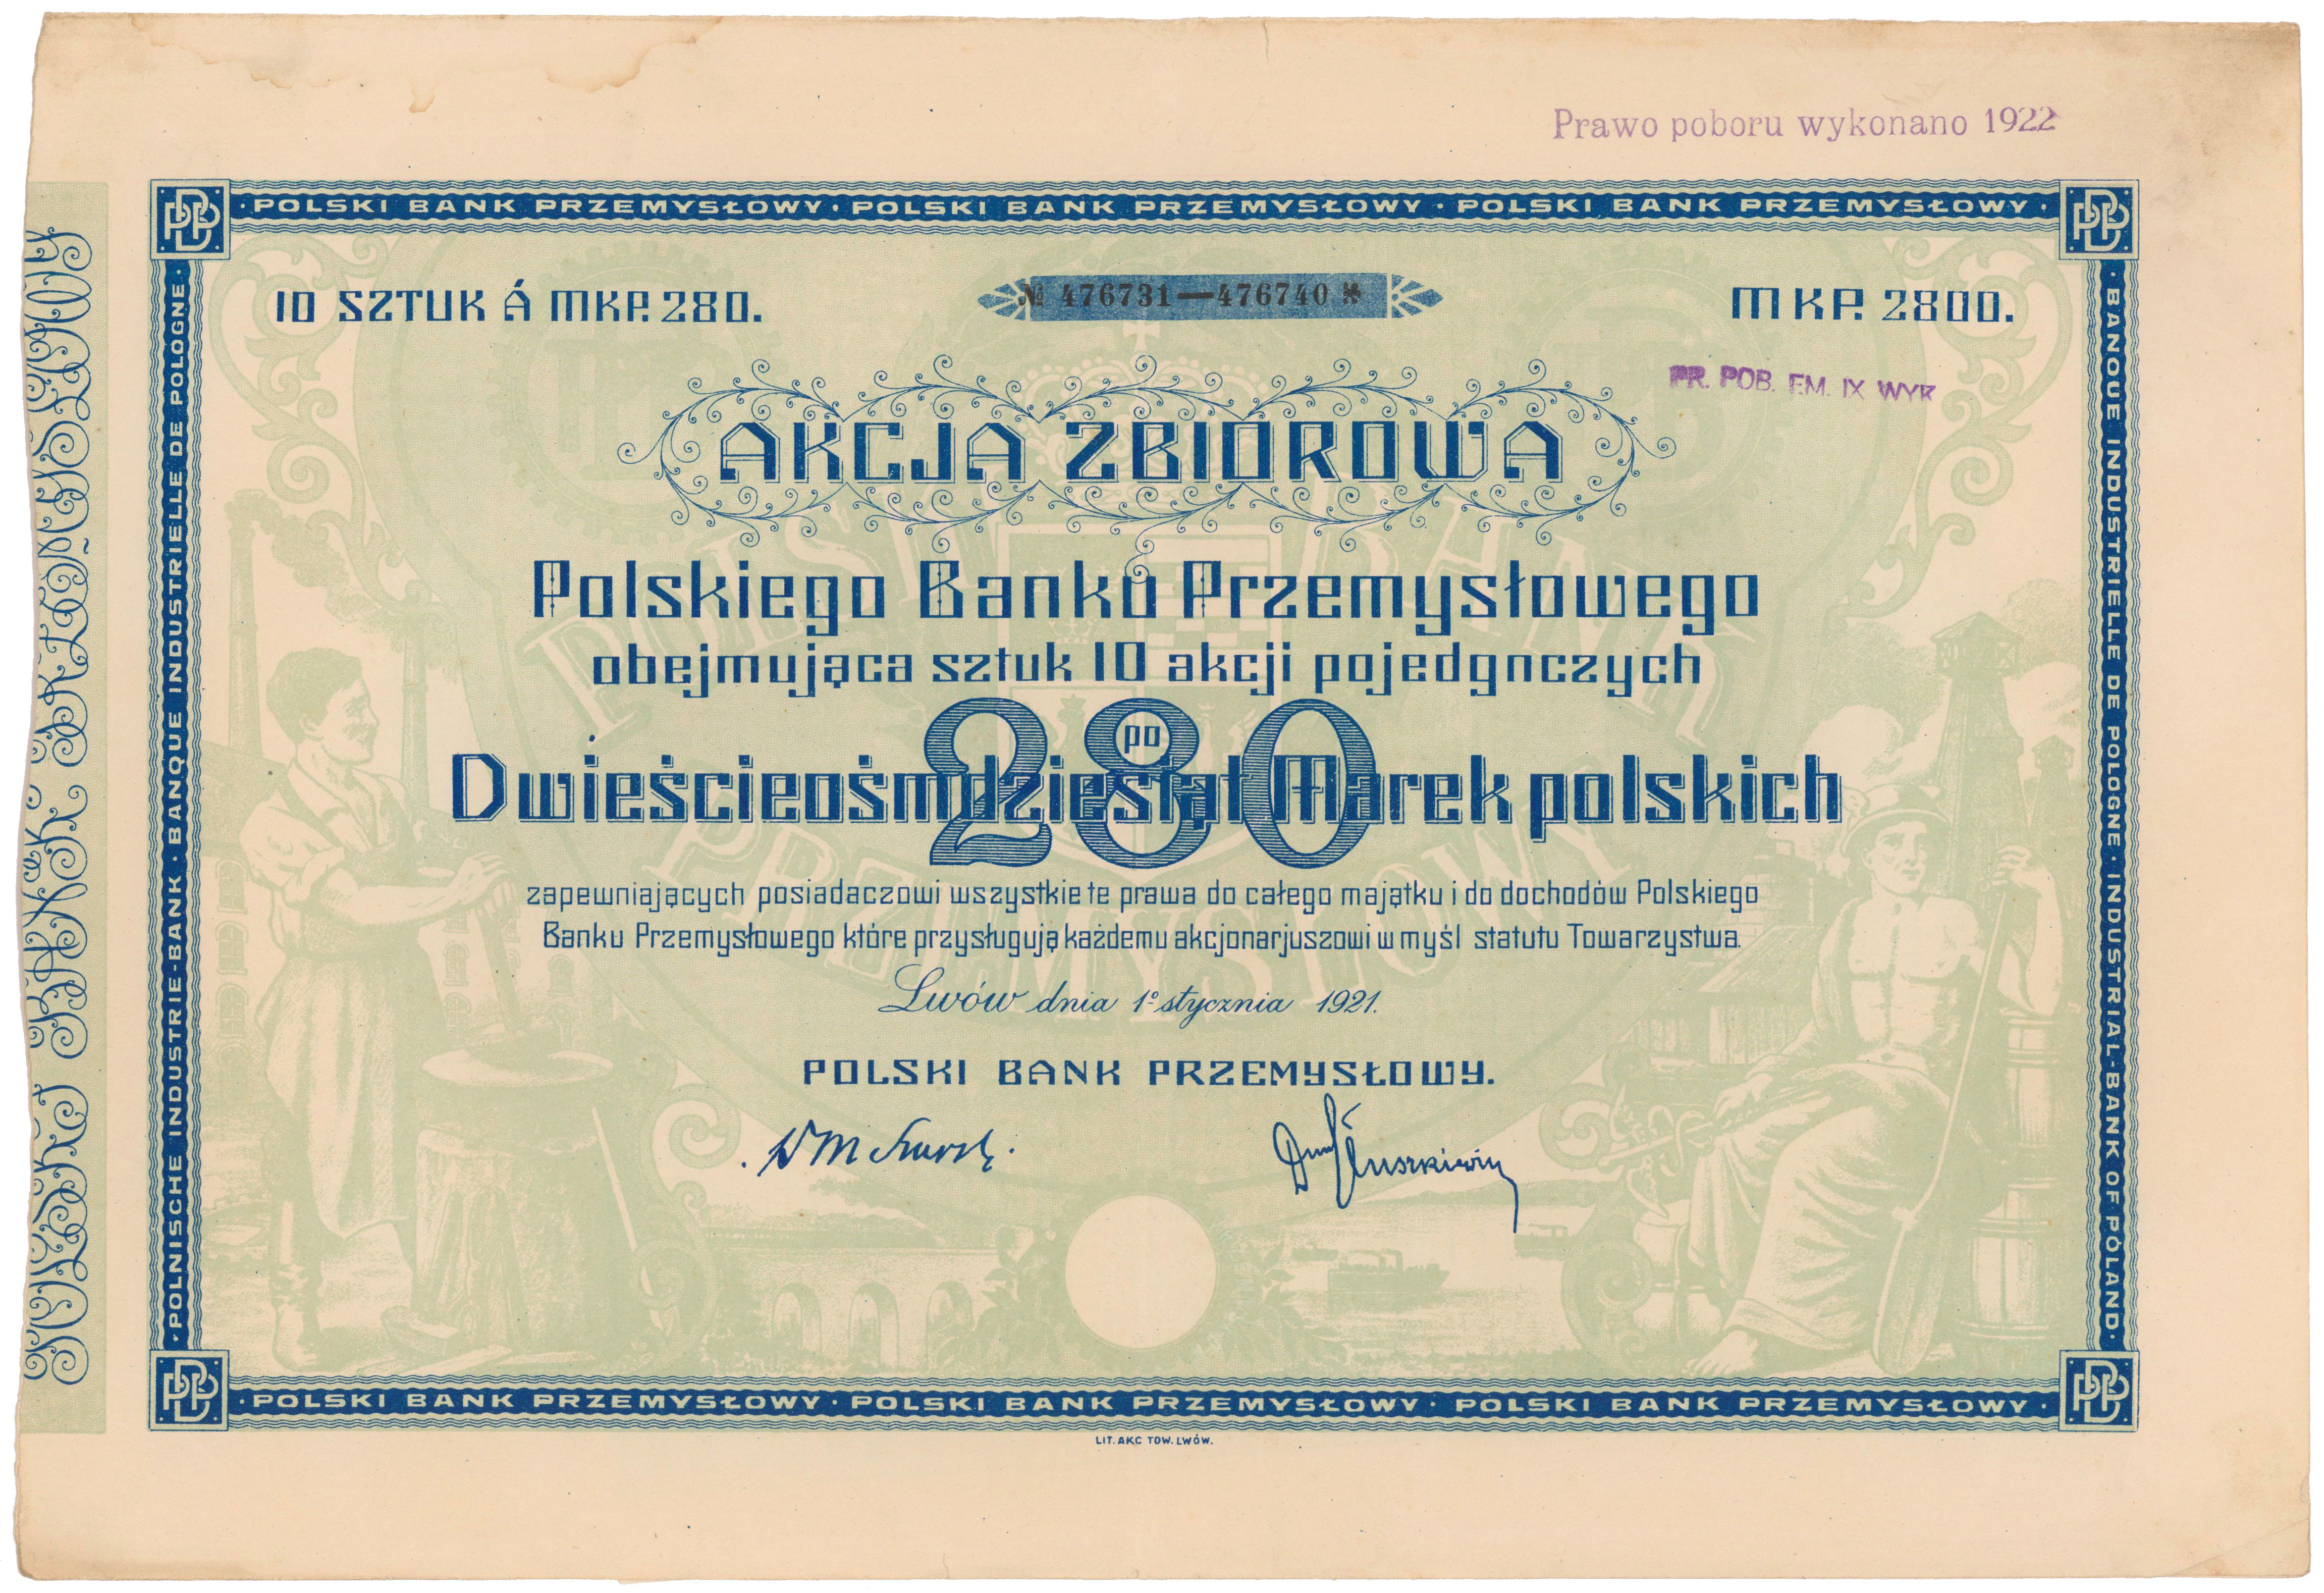 Prawo poboru wykonano 1922
· POLSKI BANK PRZEMYSŁOWY · POLSKI BANK PRZEMYSŁOWY · POLSKI BANK PRZEMYSŁOWY ·
10 SZTUK Á MKP. 280.
№ 476731—476740 *
MKP. 2800.
PR. POB. EM. IX WYK
AKCJA ZBIOROWA
Polskiego Banku Przemysłowego
obejmująca sztuk 10 akcji pojedynczych
po
280
Dwieścieośmdziesiąt Marek polskich
zapewniających posiadaczowi wszystkie te prawa do całego majątku i do dochodów Polskiego
Banku Przemysłowego które przysługują każdemu akcjonarjuszowi w myśl statutu Towarzystwa.
Lwów dnia 1º stycznia 1921.
POLSKI BANK PRZEMYSŁOWY.
· POLNISCHE INDUSTRIE-BANK · BANQUE INDUSTRIELLE DE POLOGNE ·
· BANQUE INDUSTRIELLE DE POLOGNE · INDUSTRIAL-BANK OF POLAND ·
POLSKI BANK
PRZEMYSŁOWY
· POLSKI BANK PRZEMYSŁOWY · POLSKI BANK PRZEMYSŁOWY · POLSKI BANK PRZEMYSŁOWY ·
LIT. AKC TOW. LWÓW.